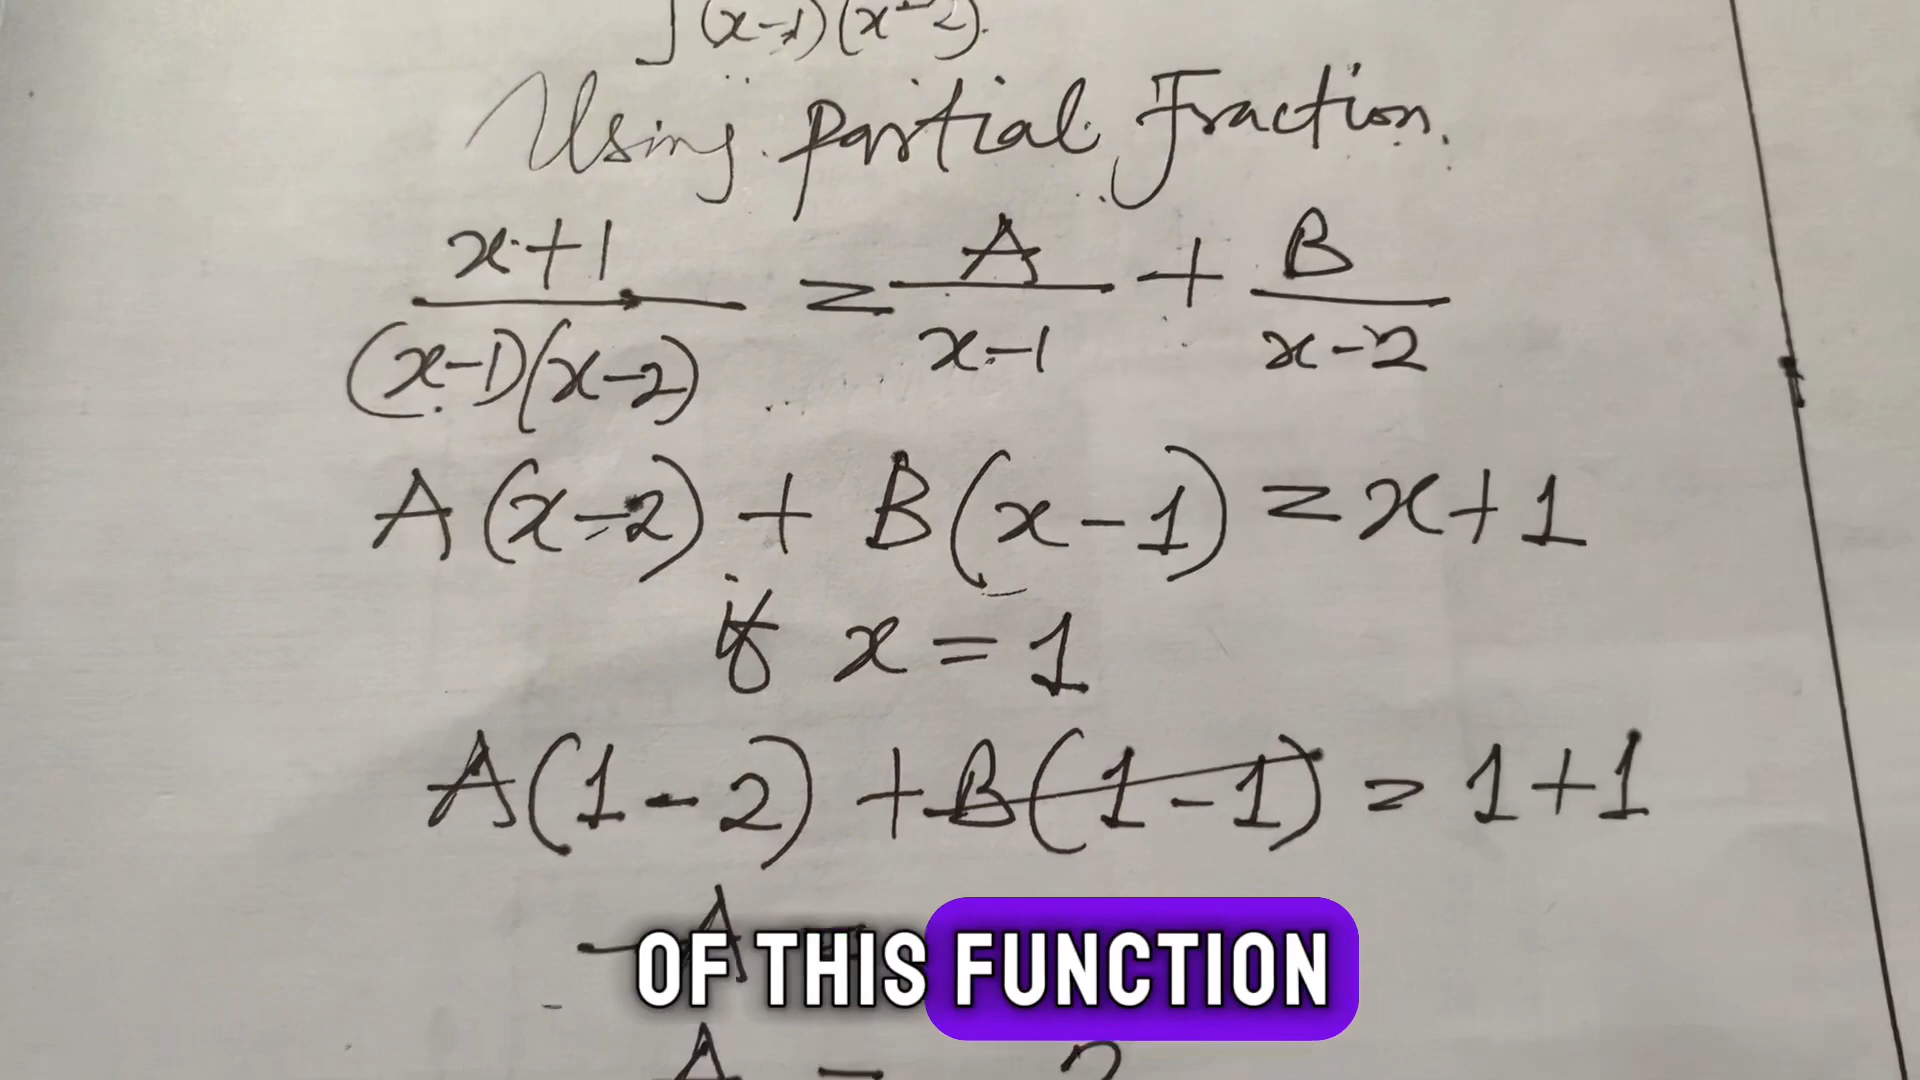 ∫(x-1)(x-2).
Using Partial Fraction.
x+1 / (x-1)(x-2) = A / x-1 + B / x-2
A(x-2) + B(x-1) = x+1
if x = 1
A(1-2) + B(1-1) = 1+1
-A =
OF THIS FUNCTION
A =